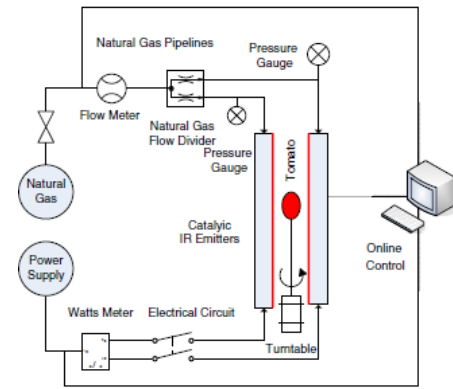 Natural Gas Pipelines
Pressure
Gauge
Flow Meter
Natural Gas
Flow Divider
Pressure
Gauge
Tomato
Natural
Gas
Catalyic
IR Emitters
Online
Control
Power
Supply
Watts Meter
Electrical Circuit
Turntable